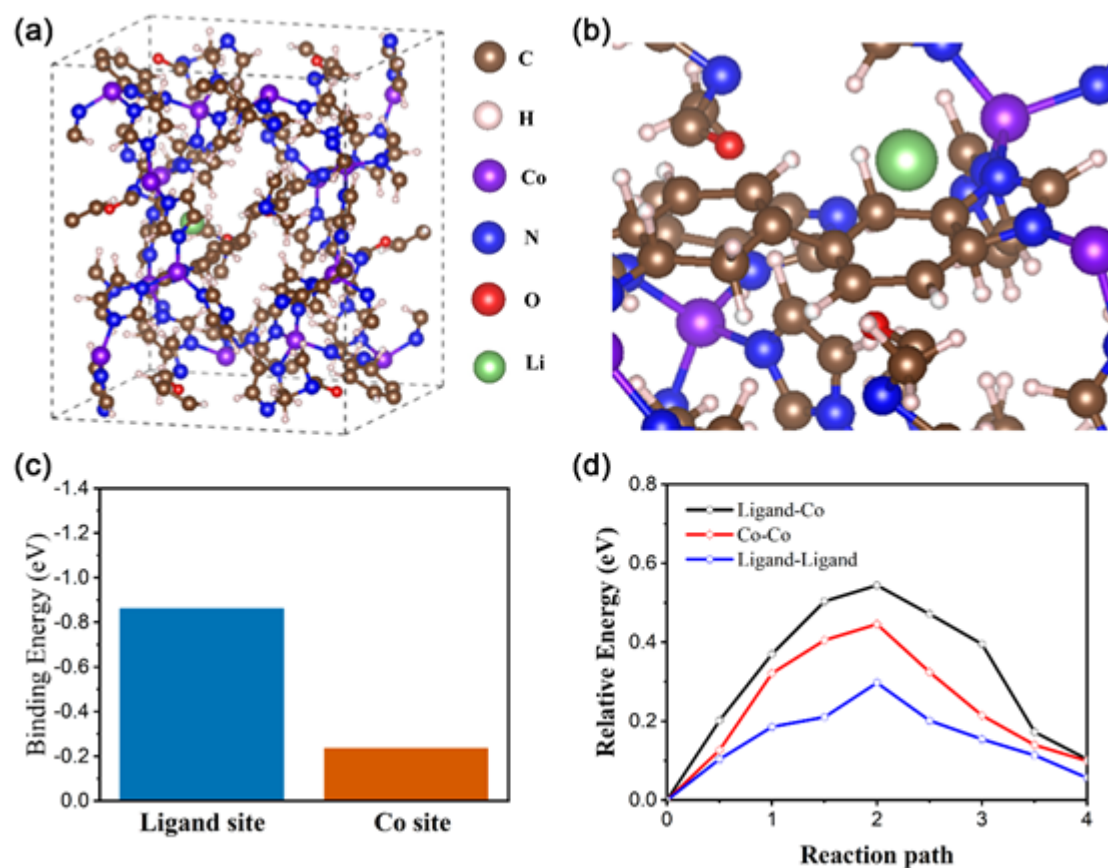 (a)
C
H
Co
N
O
Li
(b)
(c)
Binding Energy (eV)
-1.4
-1.2
-1.0
-0.8
-0.6
-0.4
-0.2
0.0
Ligand site
Co site
(d)
Relative Energy (eV)
0.8
0.6
0.4
0.2
0.0
Ligand-Co
Co-Co
Ligand-Ligand
0
1
2
3
4
Reaction path